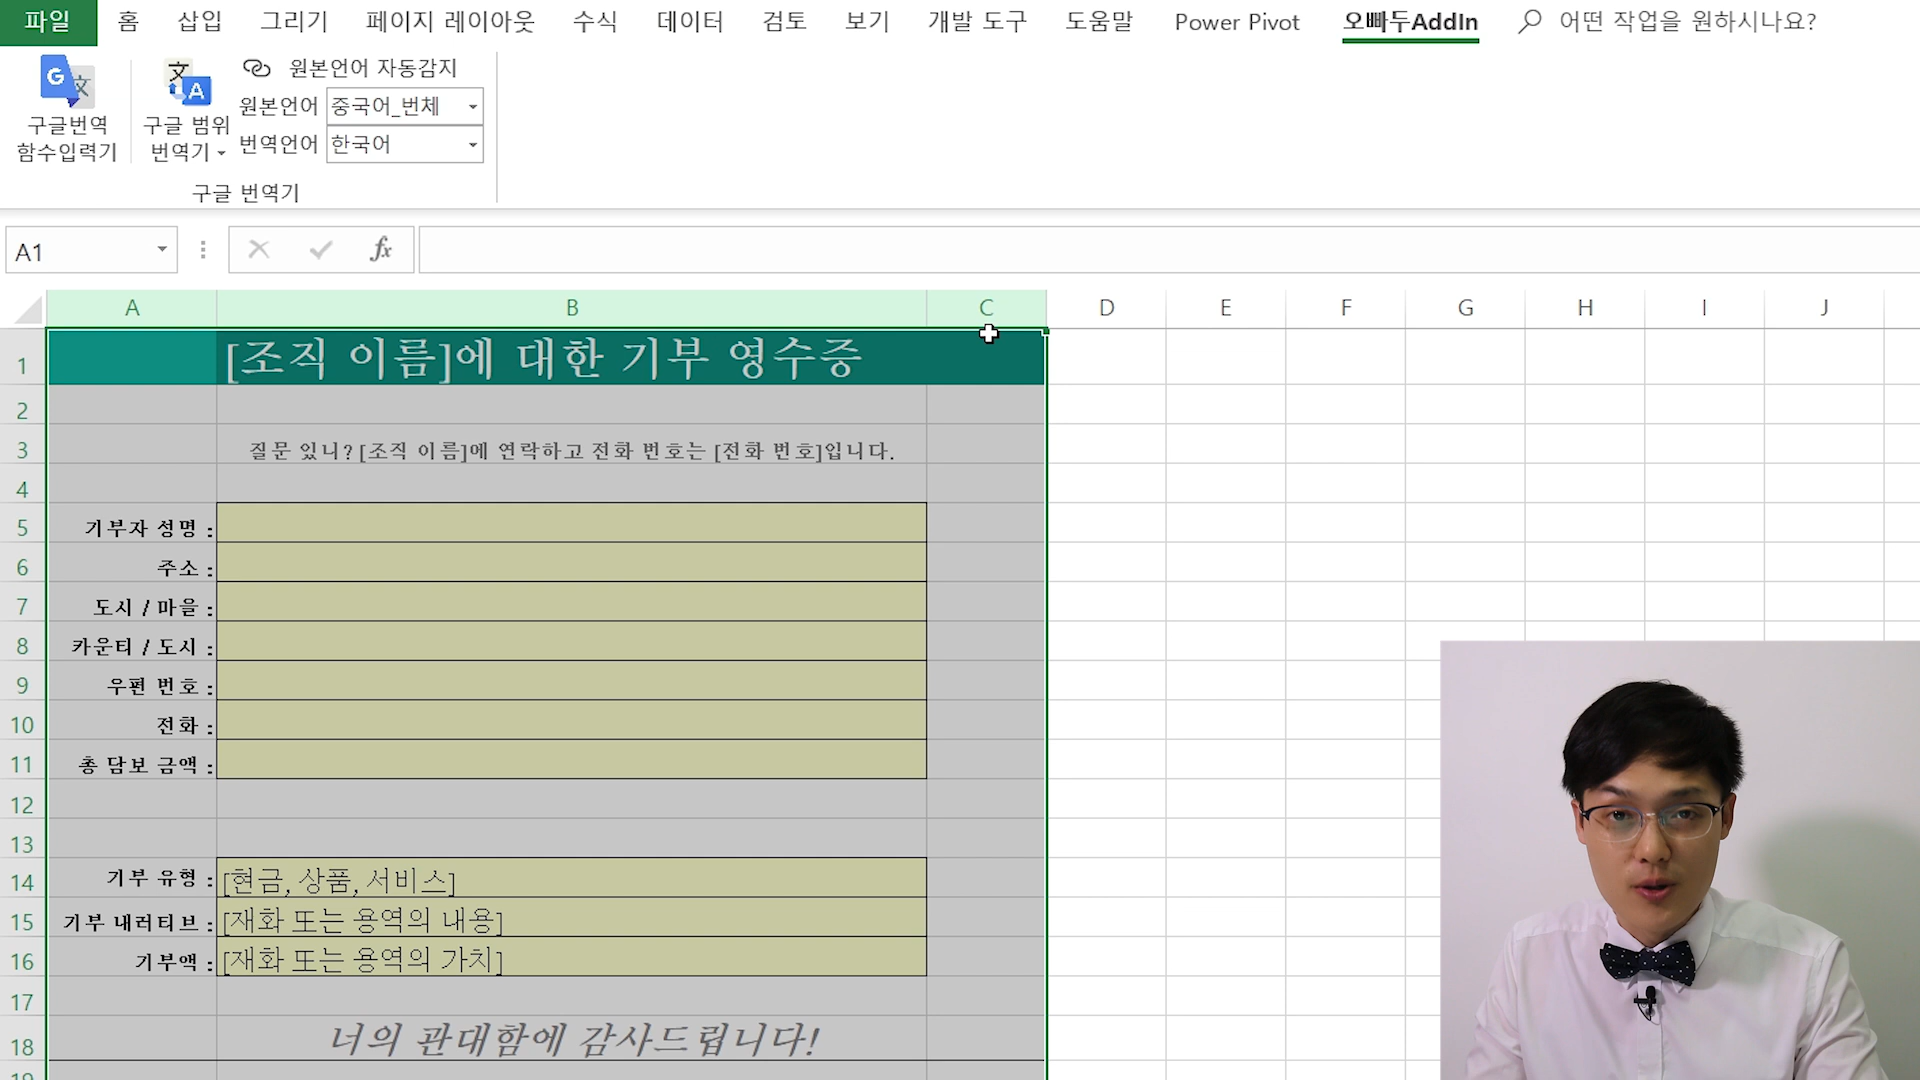 파일 홈 삽입 그리기 페이지 레이아웃 수식 데이터 검토 보기 개발 도구 도움말 Power Pivot 오빠두AddIn 어떤 작업을 원하시나요?
구글번역 함수입력기
구글 범위 번역기
원본언어 자동감지
원본언어 중국어_번체
번역언어 한국어
구글 번역기
A1 fx
A B C D E F G H I J
1 [조직 이름]에 대한 기부 영수증
2
3 질문 있니? [조직 이름]에 연락하고 전화 번호는 [전화 번호]입니다.
4
5 기부자 성명 :
6 주소 :
7 도시 / 마을 :
8 카운티 / 도시 :
9 우편 번호 :
10 전화 :
11 총 담보 금액 :
12
13
14 기부 유형 : [현금, 상품, 서비스]
15 기부 내러티브 : [재화 또는 용역의 내용]
16 기부액 : [재화 또는 용역의 가치]
17
18 너의 관대함에 감사드립니다!
19